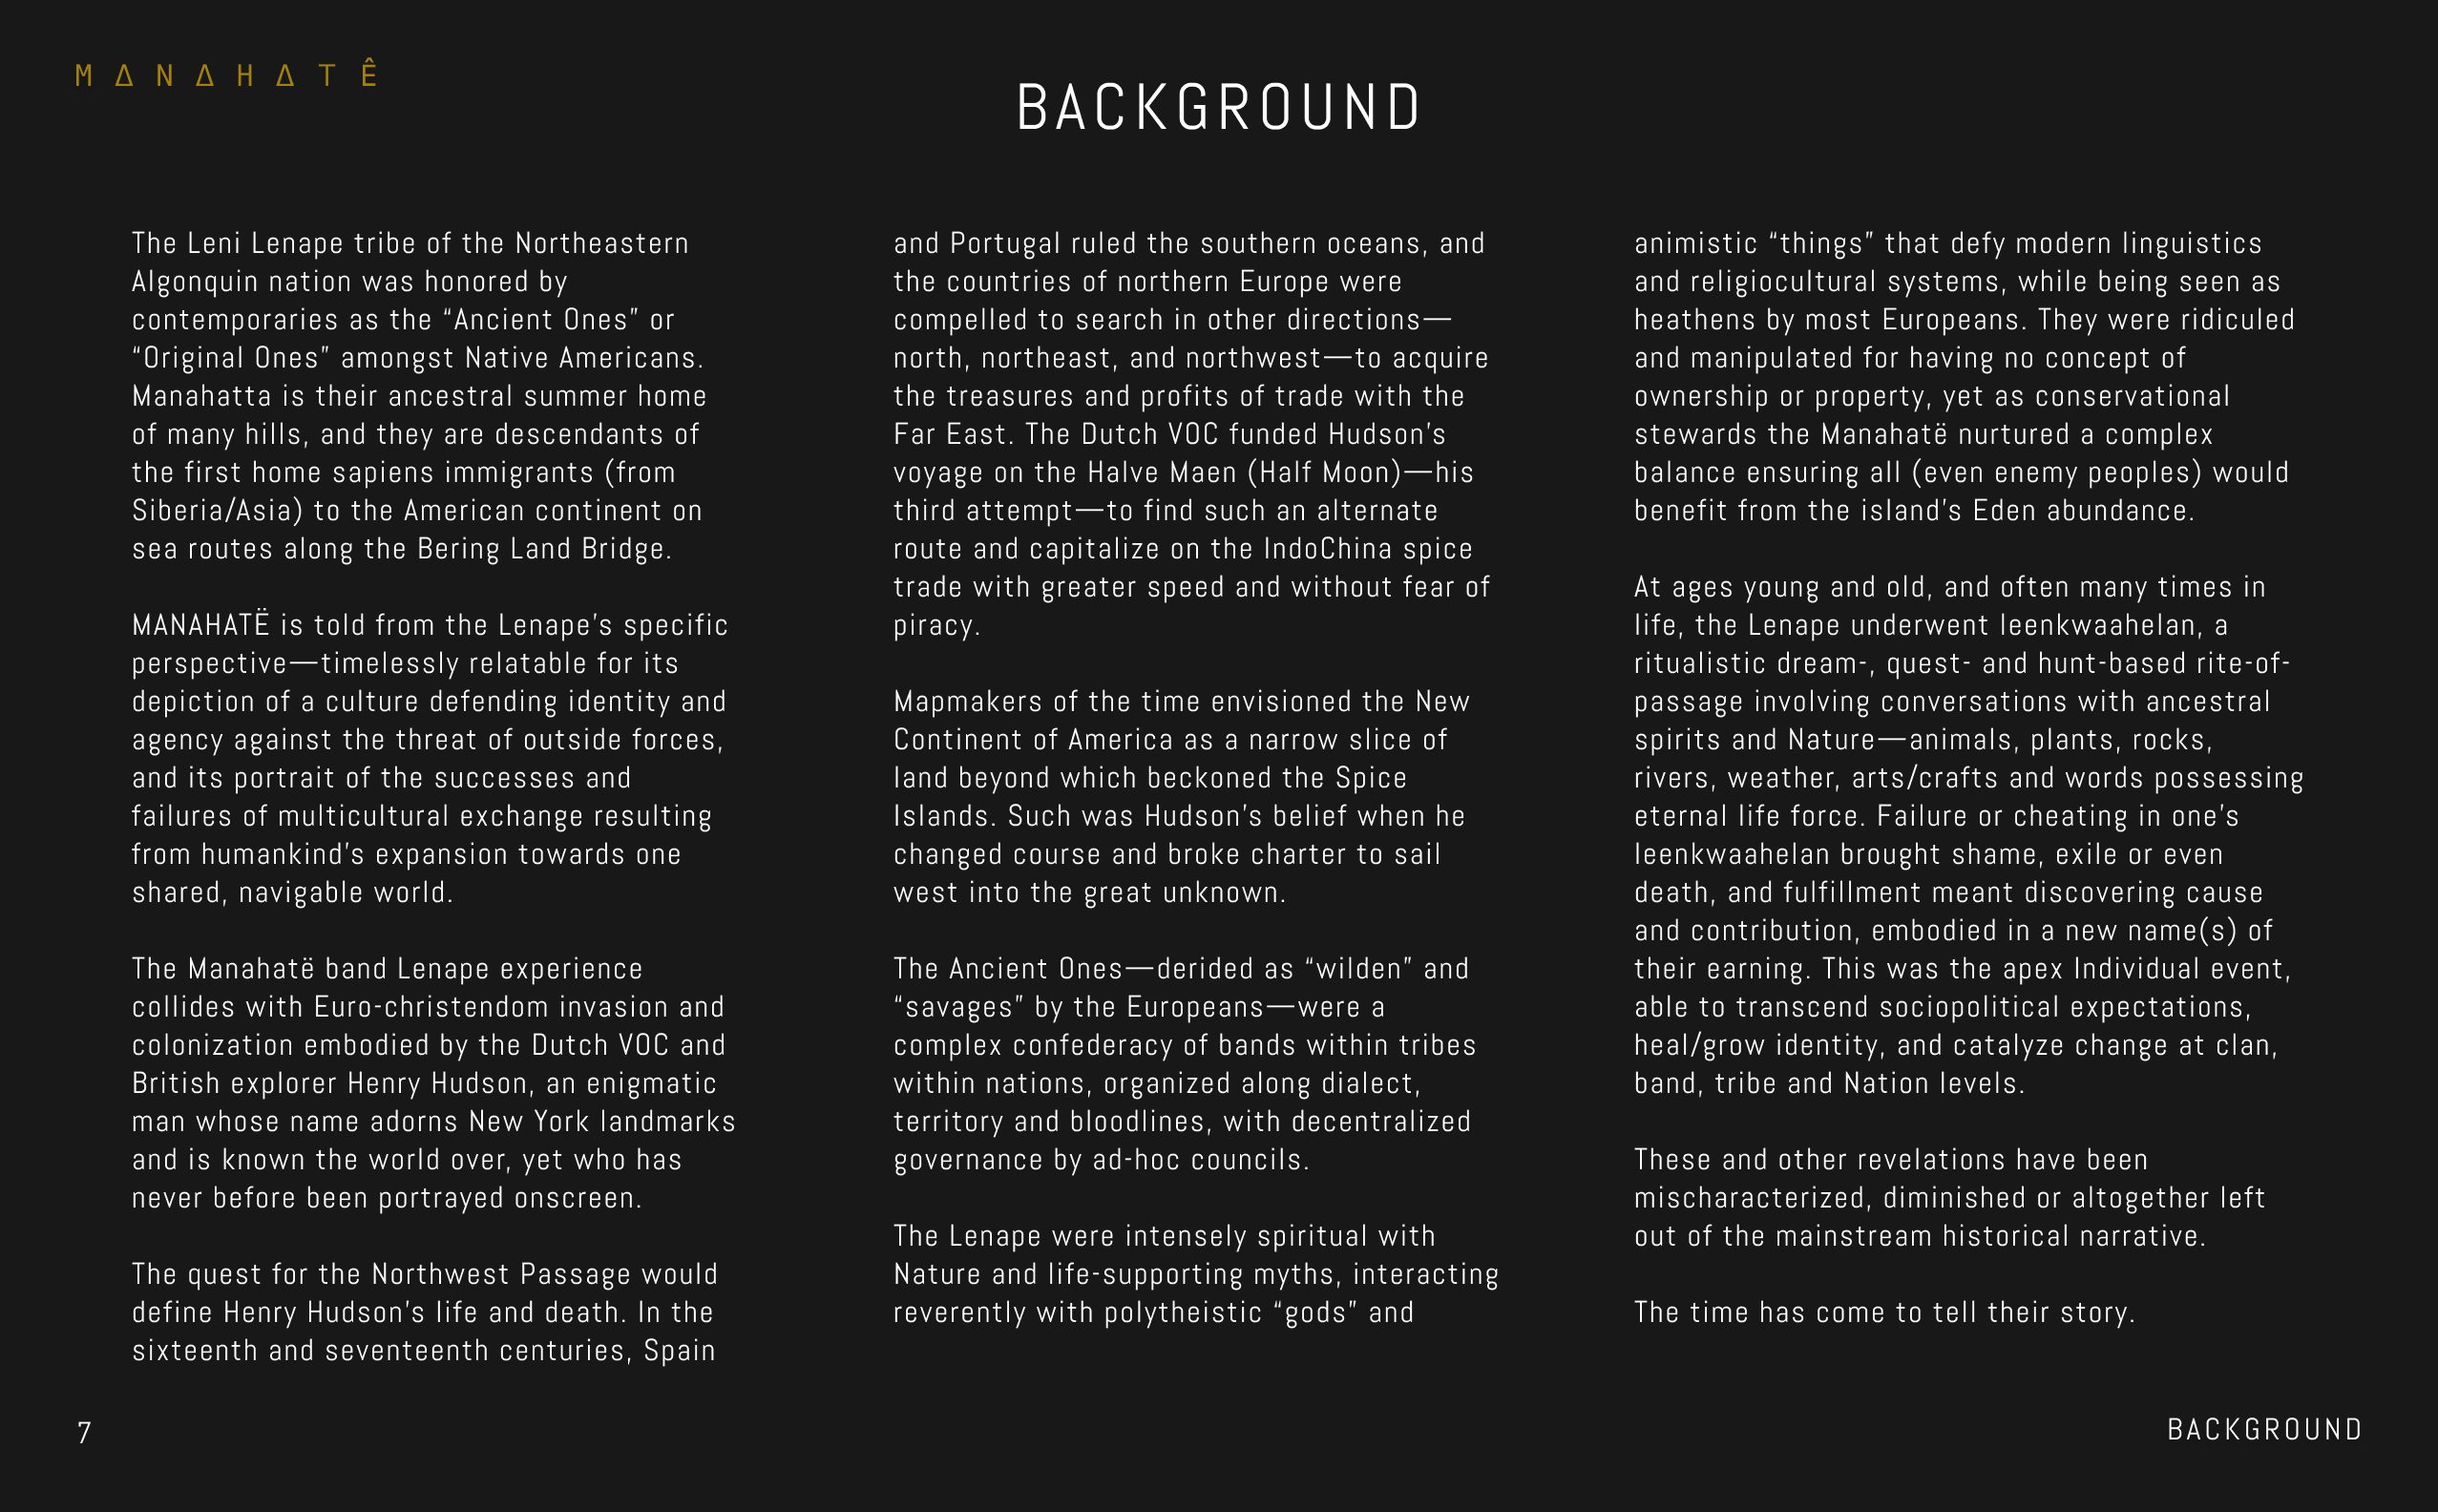 M Δ N Δ H Δ T Ê
BACKGROUND
The Leni Lenape tribe of the Northeastern
Algonquin nation was honored by
contemporaries as the “Ancient Ones” or
“Original Ones” amongst Native Americans.
Manahatta is their ancestral summer home
of many hills, and they are descendants of
the first home sapiens immigrants (from
Siberia/Asia) to the American continent on
sea routes along the Bering Land Bridge.
MANAHATË is told from the Lenape’s specific
perspective—timelessly relatable for its
depiction of a culture defending identity and
agency against the threat of outside forces,
and its portrait of the successes and
failures of multicultural exchange resulting
from humankind’s expansion towards one
shared, navigable world.
The Manahatë band Lenape experience
collides with Euro-christendom invasion and
colonization embodied by the Dutch VOC and
British explorer Henry Hudson, an enigmatic
man whose name adorns New York landmarks
and is known the world over, yet who has
never before been portrayed onscreen.
The quest for the Northwest Passage would
define Henry Hudson’s life and death. In the
sixteenth and seventeenth centuries, Spain
and Portugal ruled the southern oceans, and
the countries of northern Europe were
compelled to search in other directions—
north, northeast, and northwest—to acquire
the treasures and profits of trade with the
Far East. The Dutch VOC funded Hudson’s
voyage on the Halve Maen (Half Moon)—his
third attempt—to find such an alternate
route and capitalize on the IndoChina spice
trade with greater speed and without fear of
piracy.
Mapmakers of the time envisioned the New
Continent of America as a narrow slice of
land beyond which beckoned the Spice
Islands. Such was Hudson’s belief when he
changed course and broke charter to sail
west into the great unknown.
The Ancient Ones—derided as “wilden” and
“savages” by the Europeans—were a
complex confederacy of bands within tribes
within nations, organized along dialect,
territory and bloodlines, with decentralized
governance by ad-hoc councils.
The Lenape were intensely spiritual with
Nature and life-supporting myths, interacting
reverently with polytheistic “gods” and
animistic “things” that defy modern linguistics
and religiocultural systems, while being seen as
heathens by most Europeans. They were ridiculed
and manipulated for having no concept of
ownership or property, yet as conservational
stewards the Manahatë nurtured a complex
balance ensuring all (even enemy peoples) would
benefit from the island’s Eden abundance.
At ages young and old, and often many times in
life, the Lenape underwent leenkwaahelan, a
ritualistic dream-, quest- and hunt-based rite-of-
passage involving conversations with ancestral
spirits and Nature—animals, plants, rocks,
rivers, weather, arts/crafts and words possessing
eternal life force. Failure or cheating in one’s
leenkwaahelan brought shame, exile or even
death, and fulfillment meant discovering cause
and contribution, embodied in a new name(s) of
their earning. This was the apex Individual event,
able to transcend sociopolitical expectations,
heal/grow identity, and catalyze change at clan,
band, tribe and Nation levels.
These and other revelations have been
mischaracterized, diminished or altogether left
out of the mainstream historical narrative.
The time has come to tell their story.
7
BACKGROUND